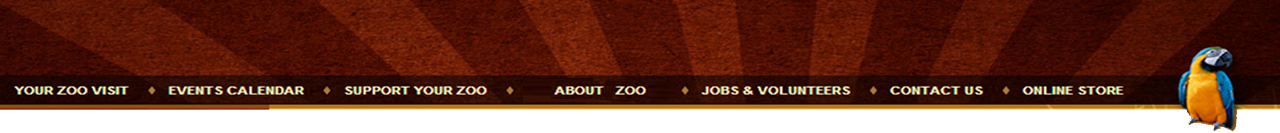 YOUR ZOO VISIT ♦ EVENTS CALENDAR ♦ SUPPORT YOUR ZOO ♦ ABOUT ZOO ♦ JOBS & VOLUNTEERS ♦ CONTACT US ♦ ONLINE STORE